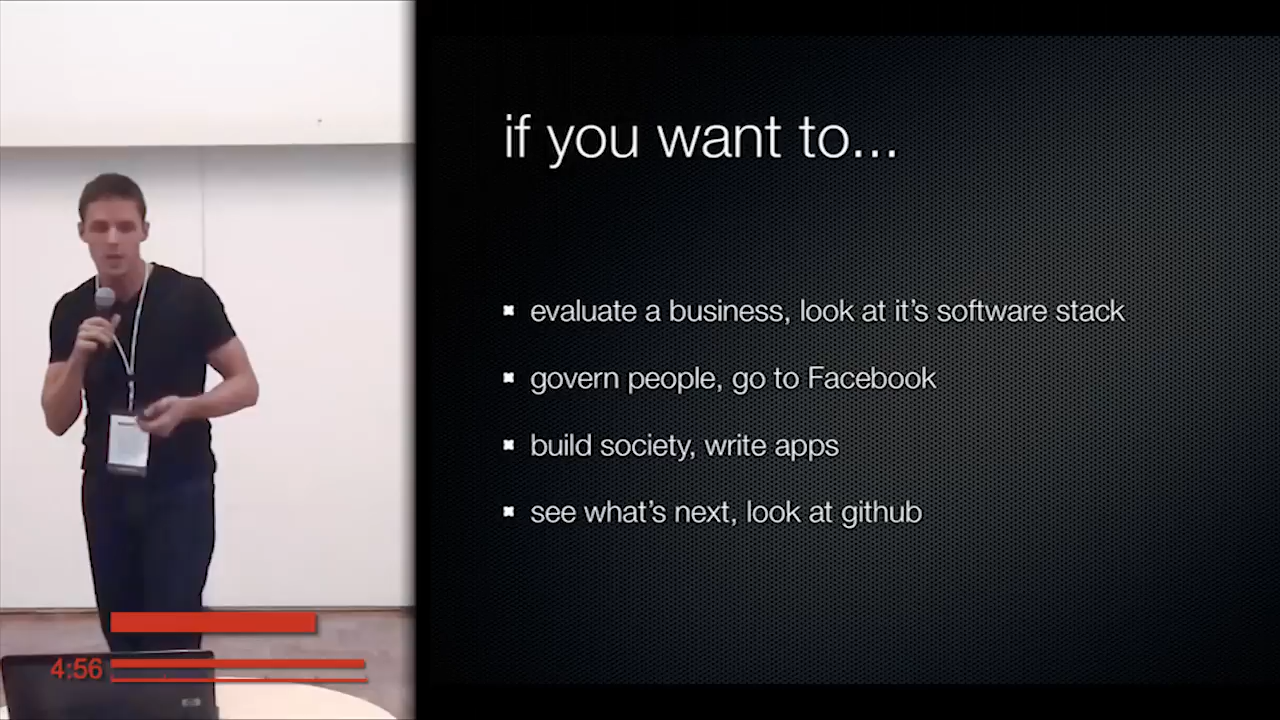 if you want to...
evaluate a business, look at it’s software stack
govern people, go to Facebook
build society, write apps
see what’s next, look at github
4:56
hp